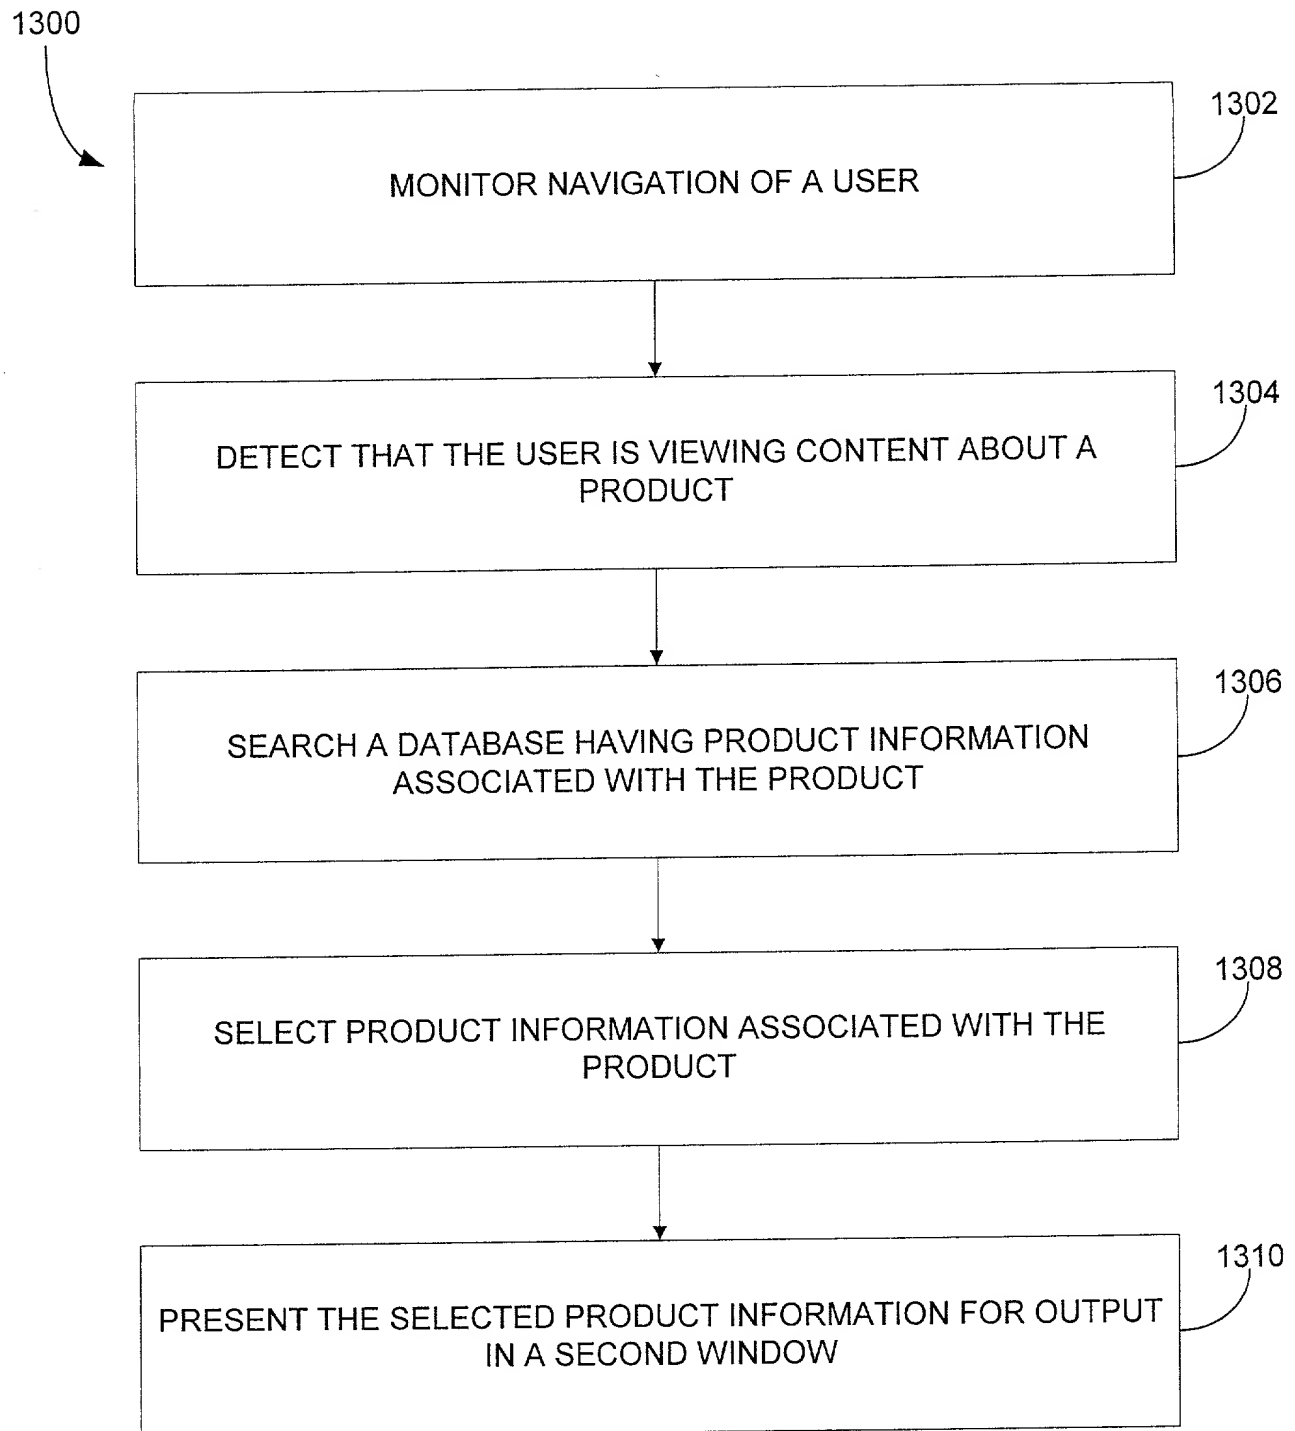 1300
1302
MONITOR NAVIGATION OF A USER
1304
DETECT THAT THE USER IS VIEWING CONTENT ABOUT A
PRODUCT
1306
SEARCH A DATABASE HAVING PRODUCT INFORMATION
ASSOCIATED WITH THE PRODUCT
1308
SELECT PRODUCT INFORMATION ASSOCIATED WITH THE
PRODUCT
1310
PRESENT THE SELECTED PRODUCT INFORMATION FOR OUTPUT
IN A SECOND WINDOW